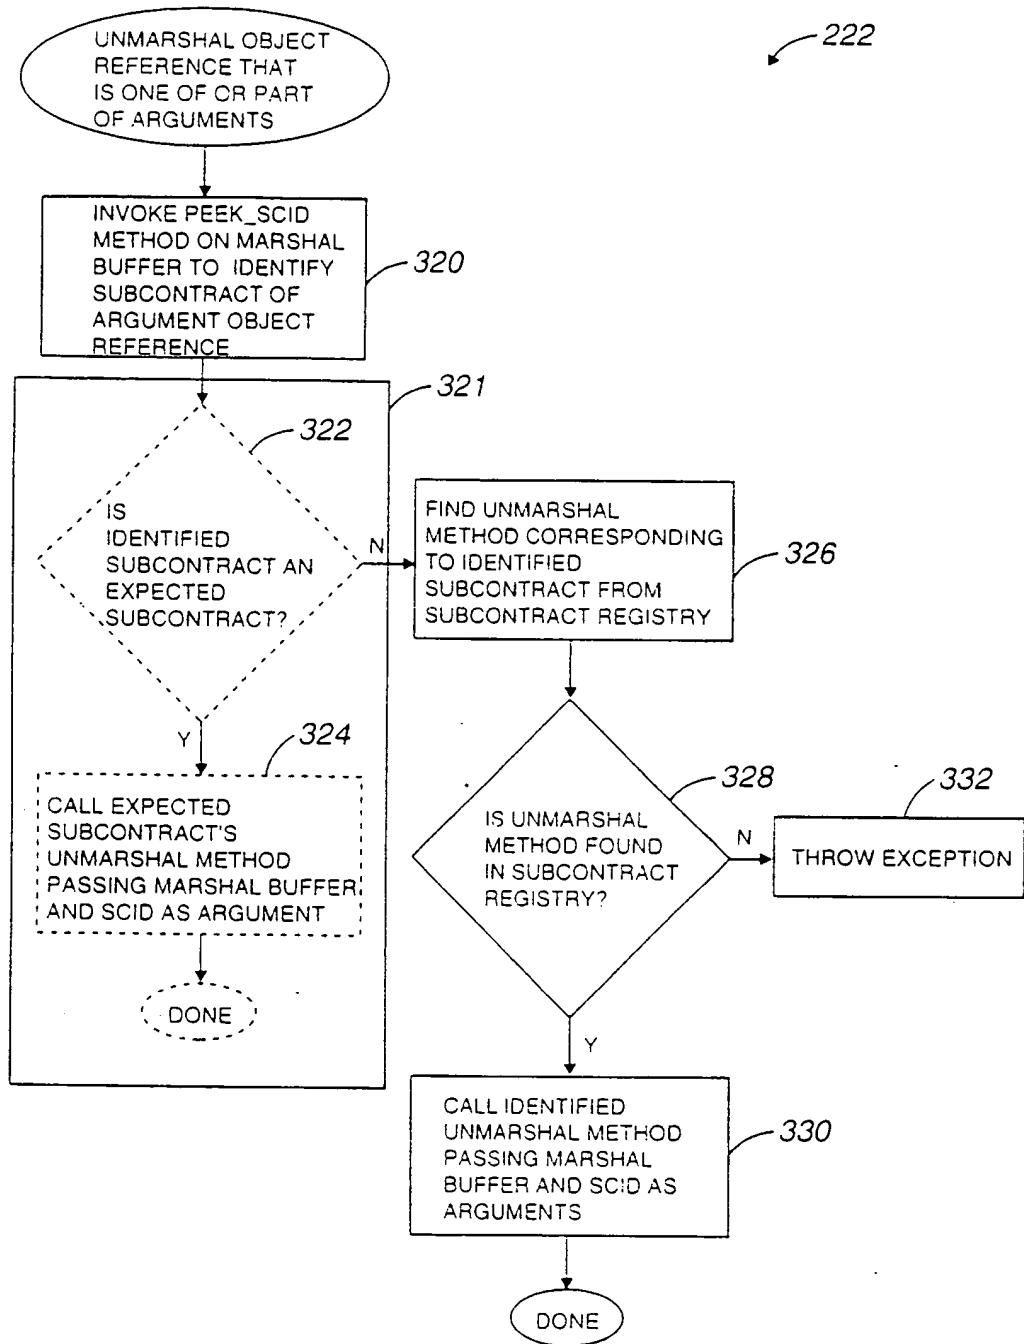 222
UNMARSHAL OBJECT
REFERENCE THAT
IS ONE OF CR PART
OF ARGUMENTS
INVOKE PEEK_SCID
METHOD ON MARSHAL
BUFFER TO IDENTIFY
SUBCONTRACT OF
ARGUMENT OBJECT
REFERENCE
320
321
322
IS
IDENTIFIED
SUBCONTRACT AN
EXPECTED
SUBCONTRACT?
N
FIND UNMARSHAL
METHOD CORRESPONDING
TO IDENTIFIED
SUBCONTRACT FROM
SUBCONTRACT REGISTRY
326
Y
324
CALL EXPECTED
SUBCONTRACT'S
UNMARSHAL METHOD
PASSING MARSHAL BUFFER
AND SCID AS ARGUMENT
DONE
328
IS UNMARSHAL
METHOD FOUND
IN SUBCONTRACT
REGISTRY?
N
332
THROW EXCEPTION
Y
CALL IDENTIFIED
UNMARSHAL METHOD
PASSING MARSHAL
BUFFER AND SCID AS
ARGUMENTS
330
DONE